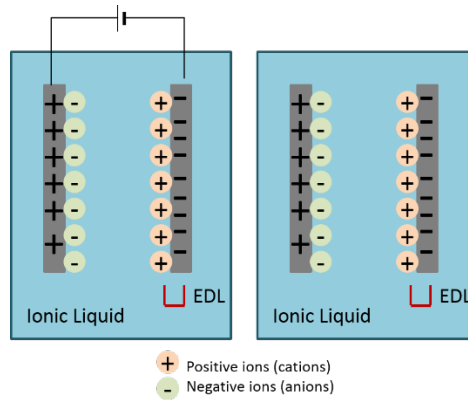 EDL
Ionic Liquid
EDL
Ionic Liquid
+ Positive ions (cations)
- Negative ions (anions)